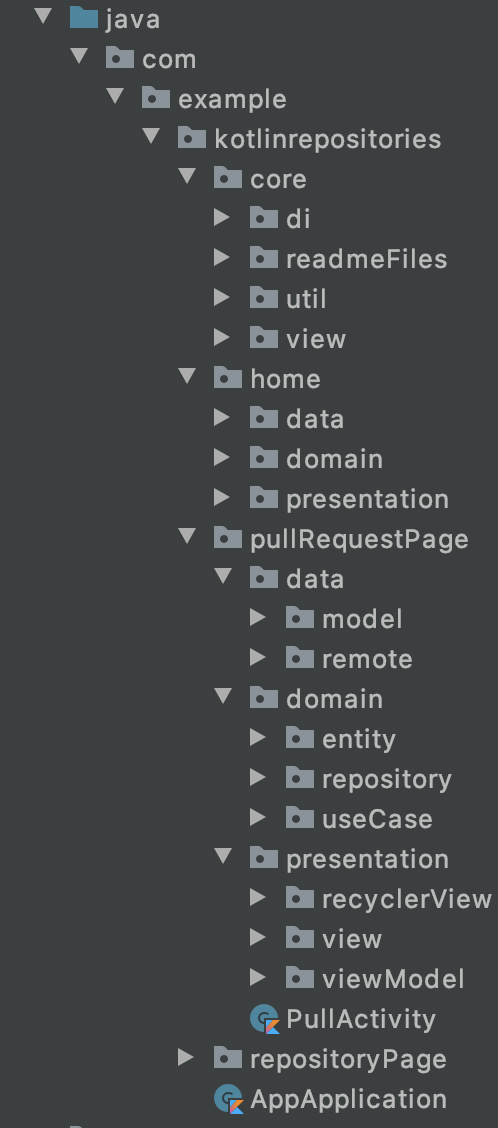 java
com
example
kotlinrepositories
core
di
readmeFiles
util
view
home
data
domain
presentation
pullRequestPage
data
model
remote
domain
entity
repository
useCase
presentation
recyclerView
view
viewModel
PullActivity
repositoryPage
AppApplication